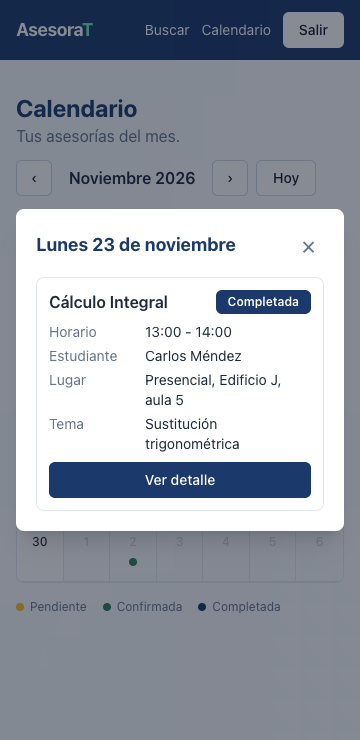 AsesoraT Buscar Calendario Salir
Calendario
Tus asesorías del mes.
‹ Noviembre 2026 › Hoy
Lunes 23 de noviembre ×
Cálculo Integral Completada
Horario 13:00 - 14:00
Estudiante Carlos Méndez
Lugar Presencial, Edificio J,
aula 5
Tema Sustitución
trigonométrica
Ver detalle
30 1 2 3 4 5 6
Pendiente Confirmada Completada